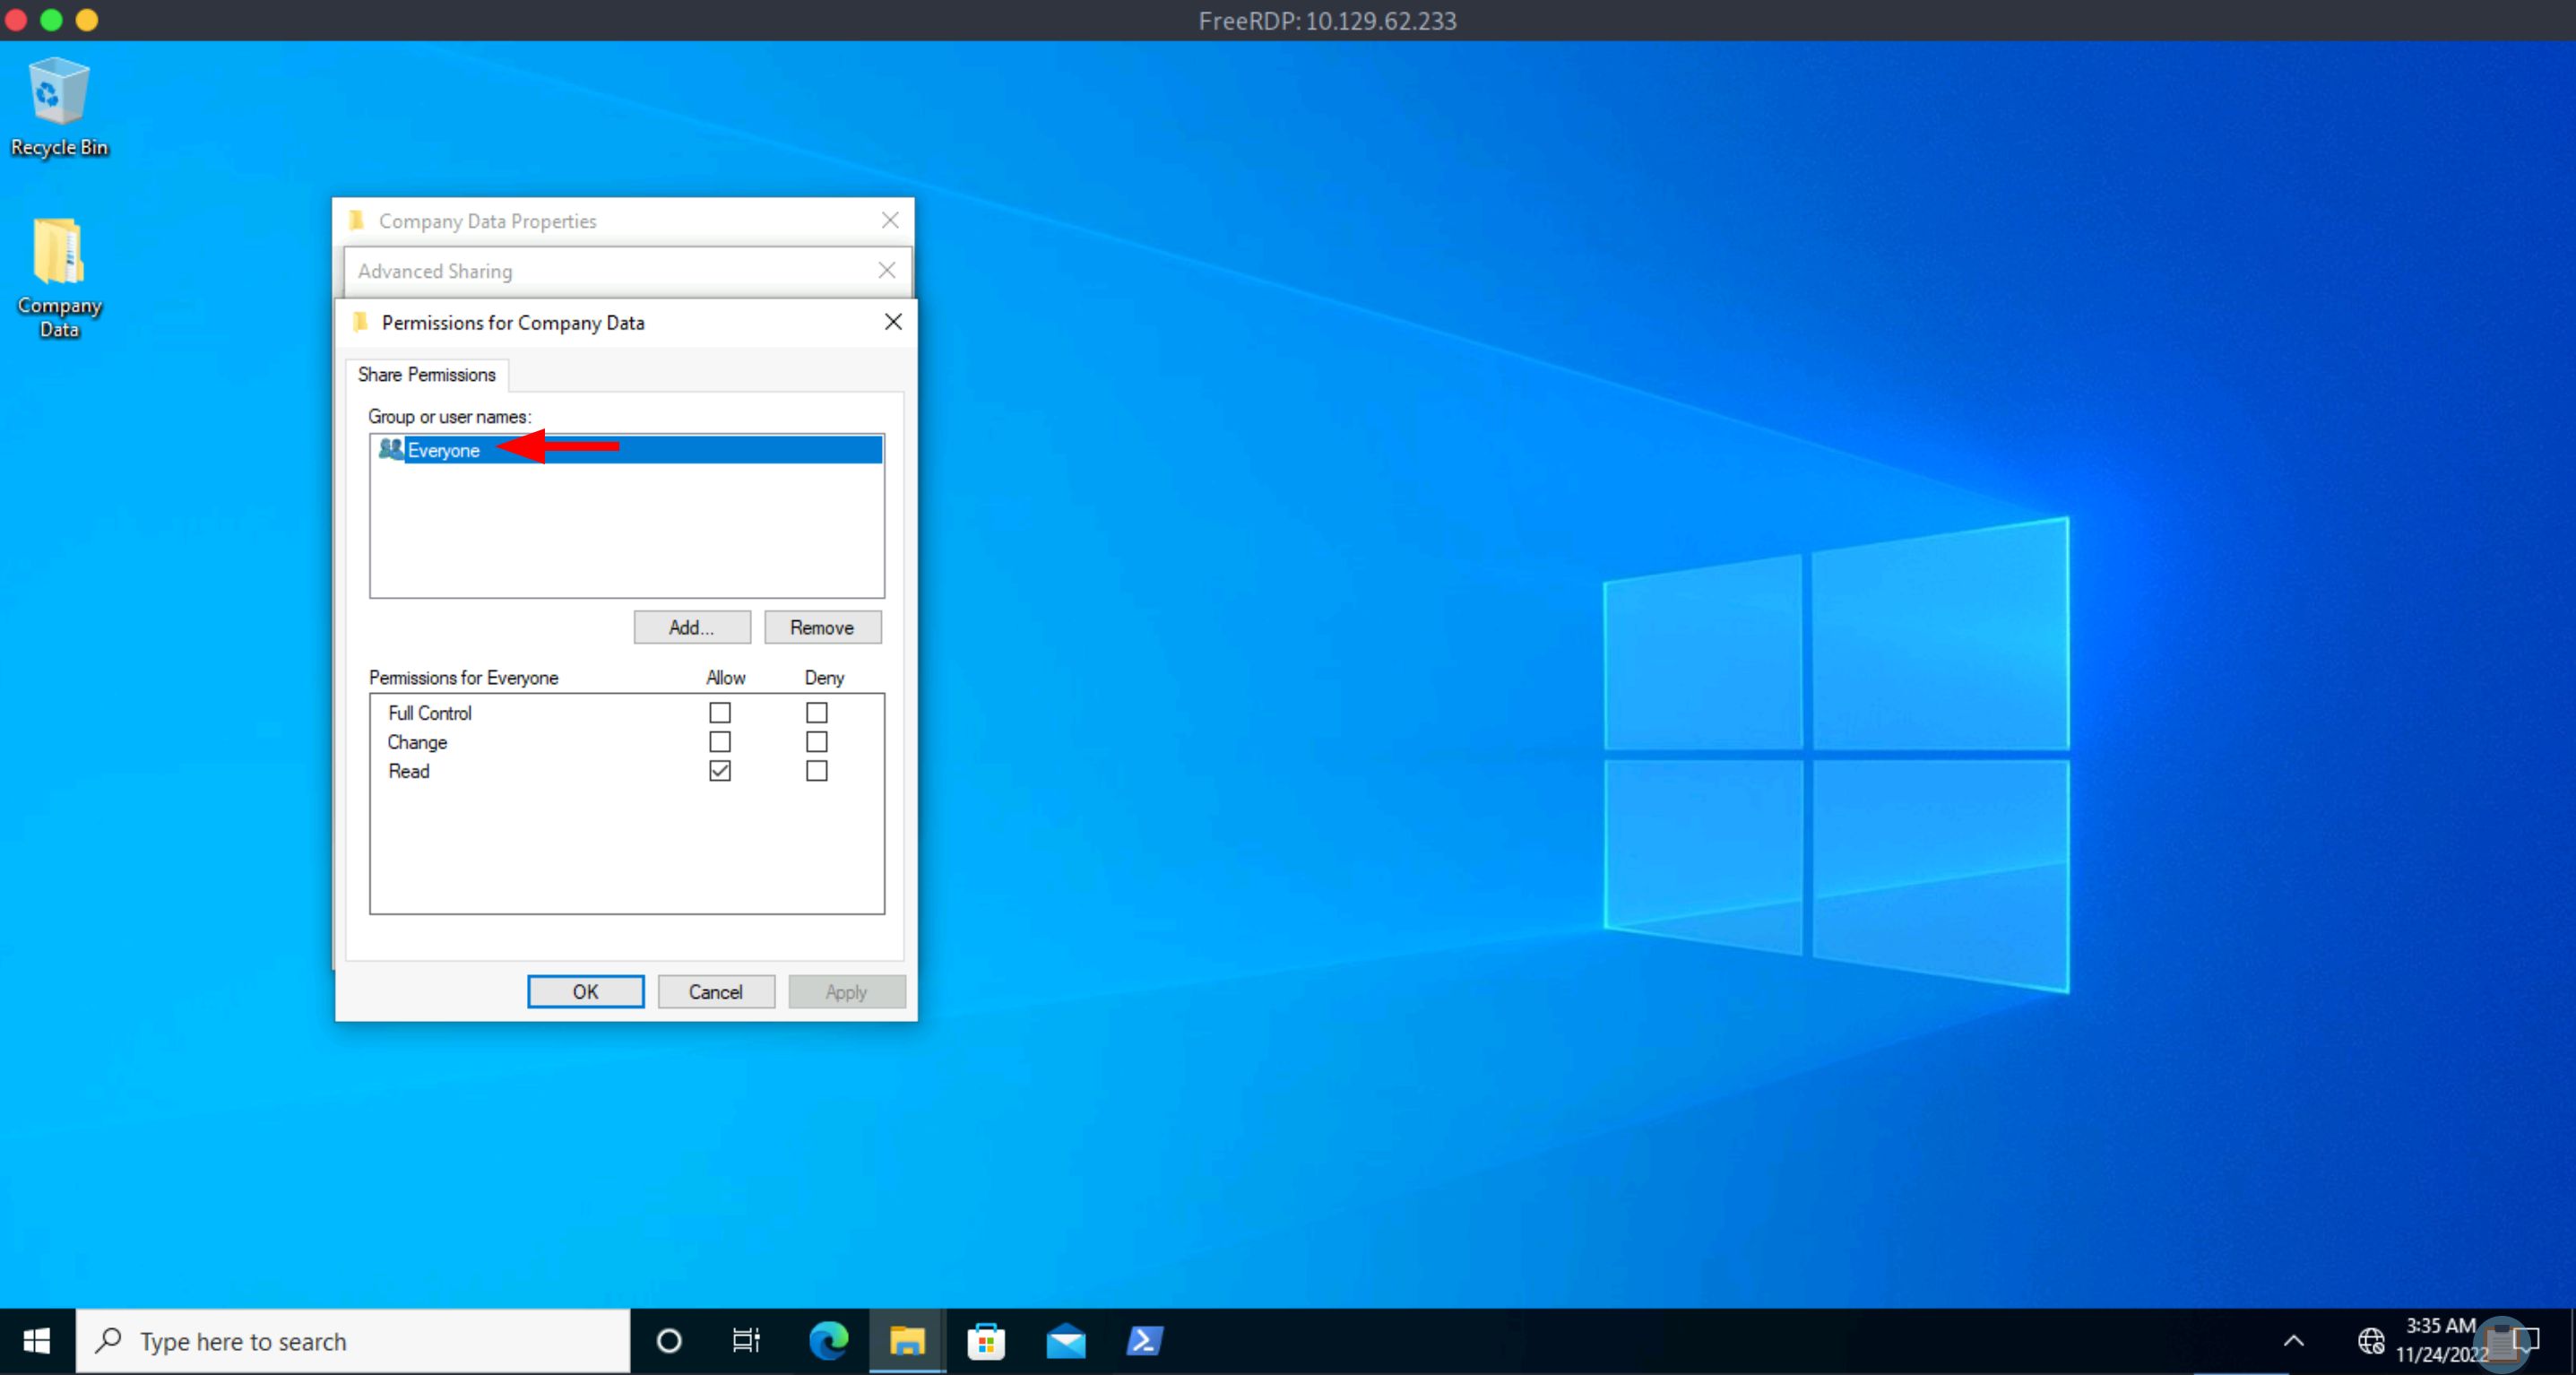 FreeRDP: 10.129.62.233
Recycle Bin
Company
Data
Company Data Properties
Advanced Sharing
Permissions for Company Data
Share Permissions
Group or user names:
Everyone
Add...
Remove
Permissions for Everyone
Allow
Deny
Full Control
Change
Read
OK
Cancel
Apply
Type here to search
3:35 AM
11/24/2022